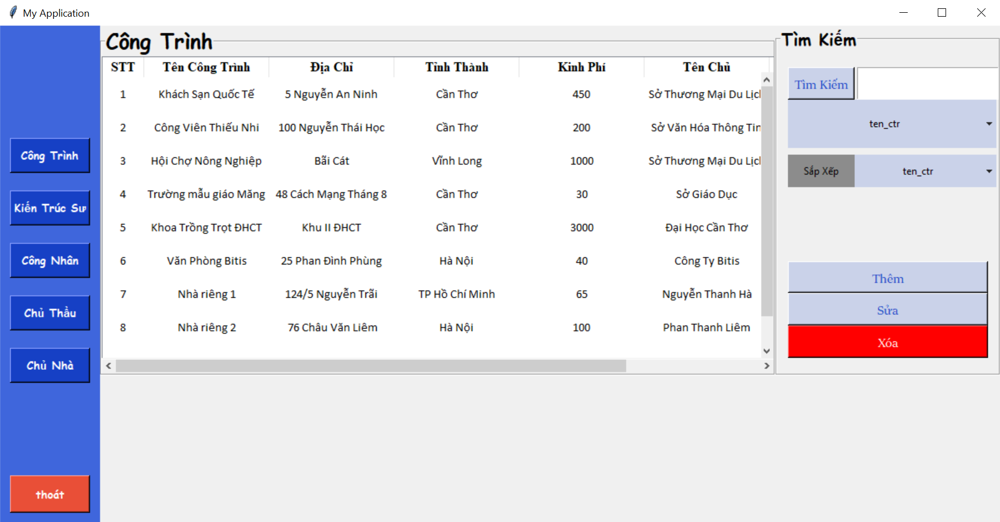 My Application
Công Trình
Kiến Trúc Sư
Công Nhân
Chủ Thầu
Chủ Nhà
thoát
Công Trình
STT Tên Công Trình Địa Chỉ Tỉnh Thành Kinh Phí Tên Chủ
1 Khách Sạn Quốc Tế 5 Nguyễn An Ninh Cần Thơ 450 Sở Thương Mại Du Lịch
2 Công Viên Thiếu Nhi 100 Nguyễn Thái Học Cần Thơ 200 Sở Văn Hóa Thông Tin
3 Hội Chợ Nông Nghiệp Bãi Cát Vĩnh Long 1000 Sở Thương Mại Du Lịch
4 Trường mẫu giáo Măng 48 Cách Mạng Tháng 8 Cần Thơ 30 Sở Giáo Dục
5 Khoa Trồng Trọt ĐHCT Khu II ĐHCT Cần Thơ 3000 Đại Học Cần Thơ
6 Văn Phòng Bitis 25 Phan Đình Phùng Hà Nội 40 Công Ty Bitis
7 Nhà riêng 1 124/5 Nguyễn Trãi TP Hồ Chí Minh 65 Nguyễn Thanh Hà
8 Nhà riêng 2 76 Châu Văn Liêm Hà Nội 100 Phan Thanh Liêm
Tìm Kiếm
Tìm Kiếm
ten_ctr
Sắp Xếp ten_ctr
Thêm
Sửa
Xóa